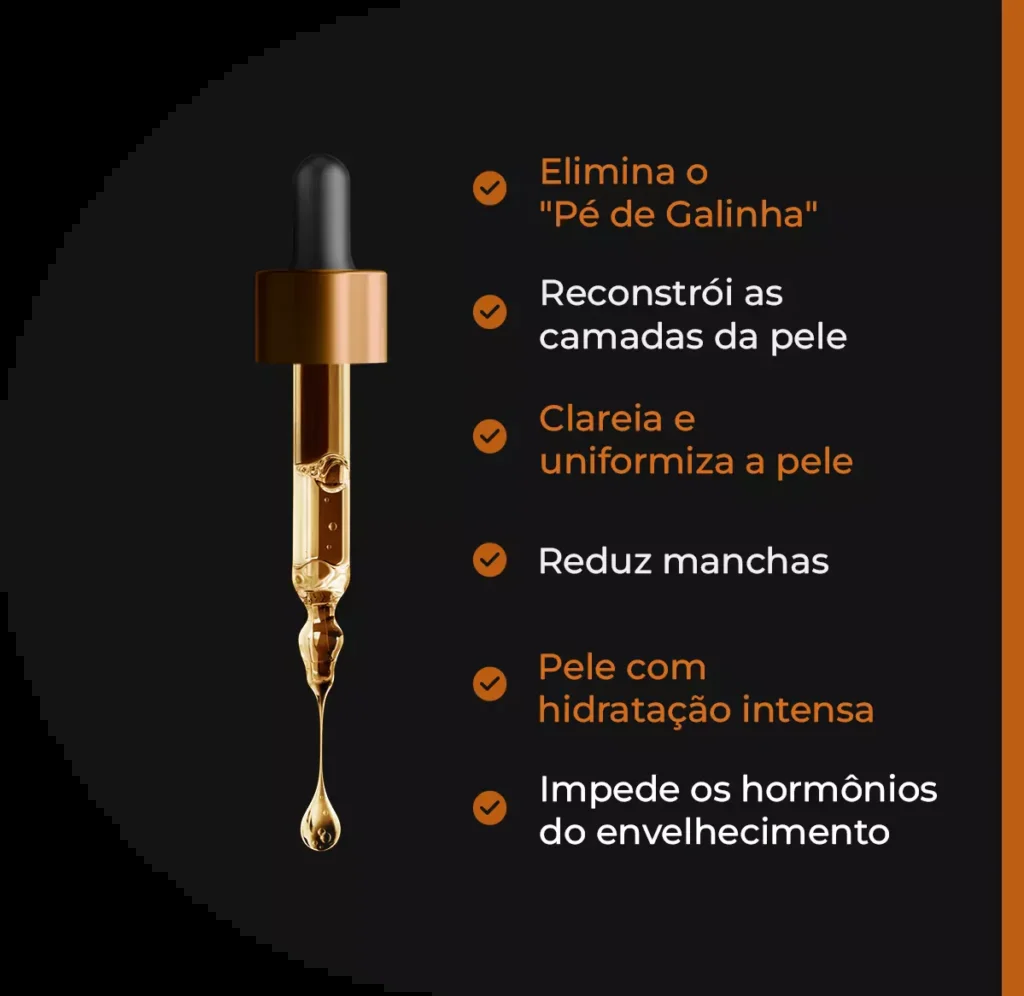 Elimina o
"Pé de Galinha"
Reconstrói as
camadas da pele
Clareia e
uniformiza a pele
Reduz manchas
Pele com
hidratação intensa
Impede os hormônios
do envelhecimento